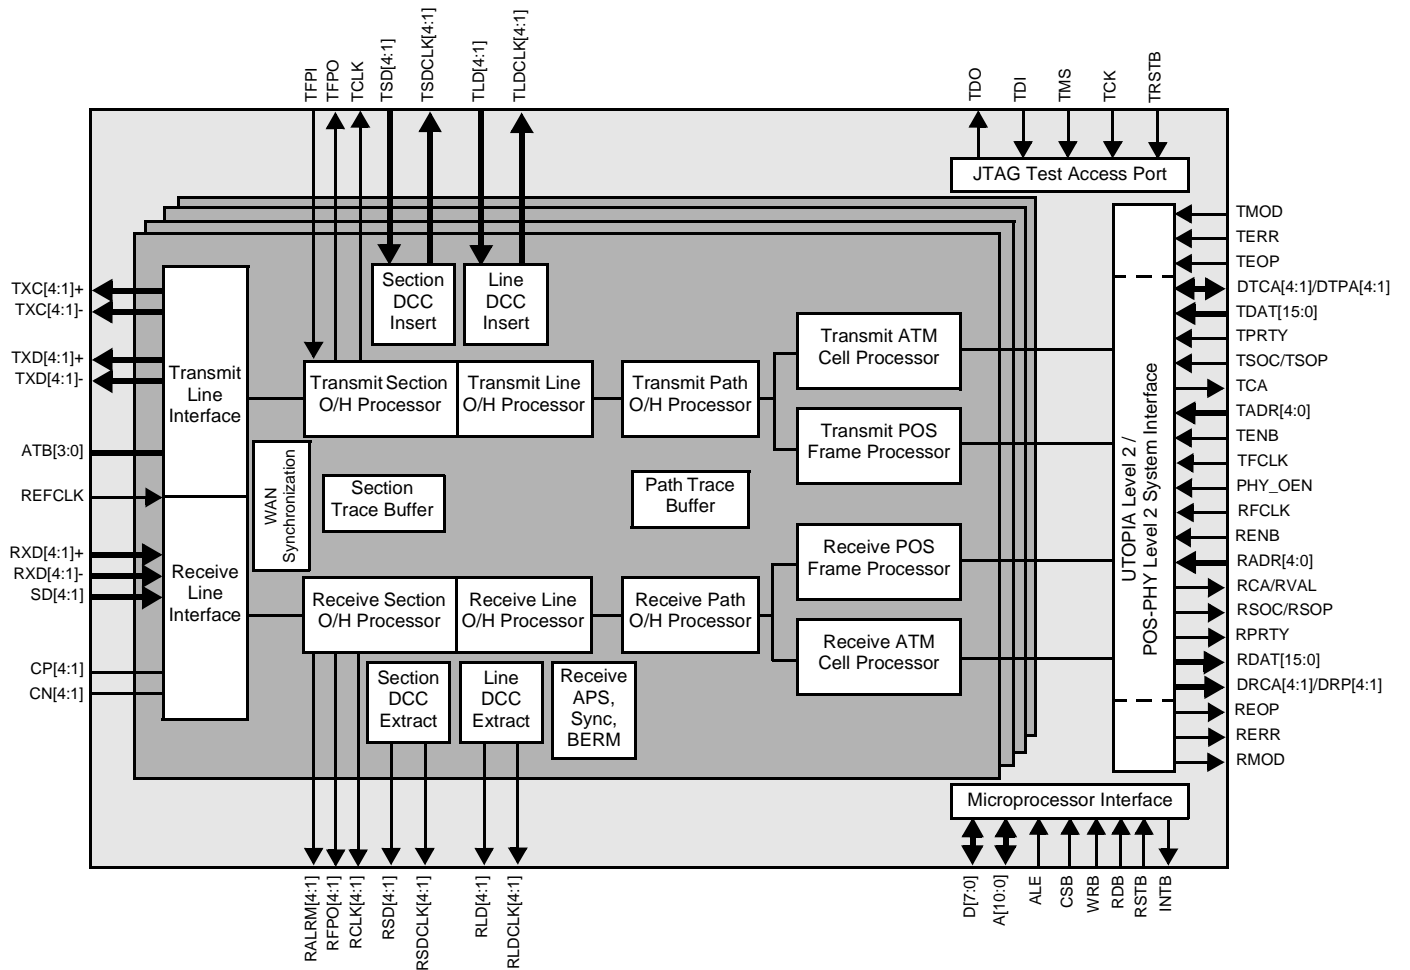 TFPI
TFPO
TCLK
TSD[4:1]
TSDCLK[4:1]
TLD[4:1]
TLDCLK[4:1]
TDO
TDI
TMS
TCK
TRSTB
JTAG Test Access Port
TXC[4:1]+
TXC[4:1]-
TXD[4:1]+
TXD[4:1]-
ATB[3:0]
REFCLK
RXD[4:1]+
RXD[4:1]-
SD[4:1]
CP[4:1]
CN[4:1]
Transmit
Line
Interface
Receive
Line
Interface
WAN
Synchronization
Section
DCC
Insert
Line
DCC
Insert
Transmit Section
O/H Processor
Transmit Line
O/H Processor
Transmit Path
O/H Processor
Transmit ATM
Cell Processor
Transmit POS
Frame Processor
Section
Trace Buffer
Path Trace
Buffer
Receive POS
Frame Processor
Receive ATM
Cell Processor
Receive Section
O/H Processor
Receive Line
O/H Processor
Receive Path
O/H Processor
Section
DCC
Extract
Line
DCC
Extract
Receive
APS,
Sync,
BERM
UTOPIA Level 2 /
POS-PHY Level 2 System Interface
TMOD
TERR
TEOP
DTCA[4:1]/DTPA[4:1]
TDAT[15:0]
TPRTY
TSOC/TSOP
TCA
TADR[4:0]
TENB
TFCLK
PHY_OEN
RFCLK
RENB
RADR[4:0]
RCA/RVAL
RSOC/RSOP
RPRTY
RDAT[15:0]
DRCA[4:1]/DRP[4:1]
REOP
RERR
RMOD
Microprocessor Interface
RALRM[4:1]
RFPO[4:1]
RCLK[4:1]
RSD[4:1]
RSDCLK[4:1]
RLD[4:1]
RLDCLK[4:1]
D[7:0]
A[10:0]
ALE
CSB
WRB
RDB
RSTB
INTB